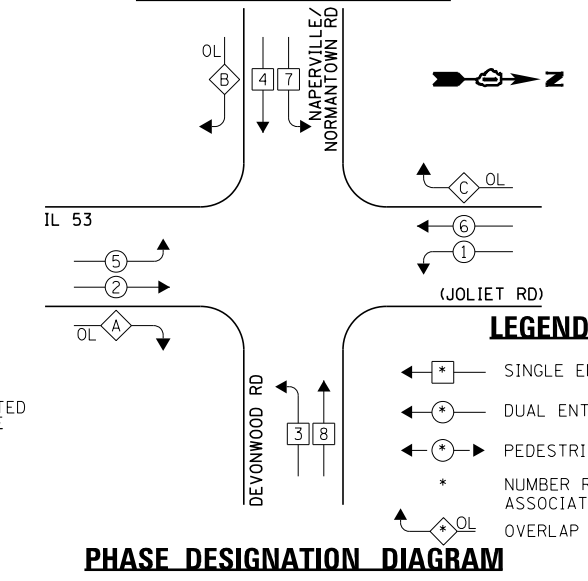 OL
B
4
7
NAPERVILLE/
NORMANTOWN RD
N
C
OL
IL 53
6
5
1
2
(JOLIET RD)
OL
A
LEGEND
* SINGLE E
DEVONWOOD RD
3
8
* DUAL ENT
* PEDESTRI
* NUMBER R
ASSOCIAT
* OL OVERLAP
TED
E
PHASE DESIGNATION DIAGRAM